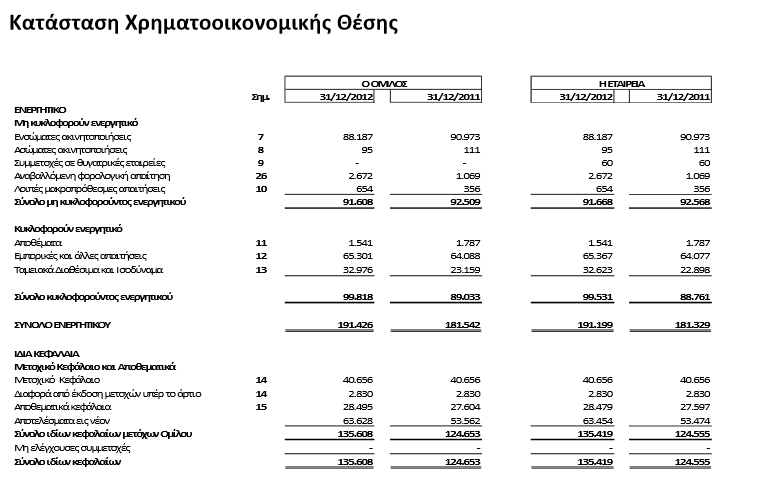 Κατάσταση Χρηματοοικονομικής Θέσης
Ο ΟΜΙΛΟΣ Η ΕΤΑΙΡΕΙΑ
Σημ. 31/12/2012 31/12/2011 31/12/2012 31/12/2011
ΕΝΕΡΓΗΤΙΚΟ
Μη κυκλοφορούν ενεργητικό
Ενσώματες ακινητοποιήσεις 7 88.187 90.973 88.187 90.973
Ασώματες ακινητοποιήσεις 8 95 111 95 111
Συμμετοχές σε θυγατρικές εταιρείες 9 - - 60 60
Αναβαλλόμενη φορολογική απαίτηση 26 2.672 1.069 2.672 1.069
Λοιπές μακροπρόθεσμες απαιτήσεις 10 654 356 654 356
Σύνολο μη κυκλοφορούντος ενεργητικού 91.608 92.509 91.668 92.568
Κυκλοφορούν ενεργητικό
Αποθέματα 11 1.541 1.787 1.541 1.787
Εμπορικές και άλλες απαιτήσεις 12 65.301 64.088 65.367 64.077
Ταμειακά Διαθέσιμα και Ισοδύναμα 13 32.976 23.159 32.623 22.898
Σύνολο κυκλοφορούντος ενεργητικού 99.818 89.033 99.531 88.761
ΣΥΝΟΛΟ ΕΝΕΡΓΗΤΙΚΟΥ 191.426 181.542 191.199 181.329
ΙΔΙΑ ΚΕΦΑΛΑΙΑ
Μετοχικό Κεφάλαιο και Αποθεματικά
Μετοχικό Κεφάλαιο 14 40.656 40.656 40.656 40.656
Διαφορά από έκδοση μετοχών υπέρ το άρτιο 14 2.830 2.830 2.830 2.830
Αποθεματικά κεφάλαια 15 28.495 27.604 28.479 27.597
Αποτελέσματα εις νέον 63.628 53.562 63.454 53.474
Σύνολο ιδίων κεφαλαίων μετόχων Ομίλου 135.608 124.653 135.419 124.555
Μη ελέγχουσες συμμετοχές - - - -
Σύνολο ιδίων κεφαλαίων 135.608 124.653 135.419 124.555